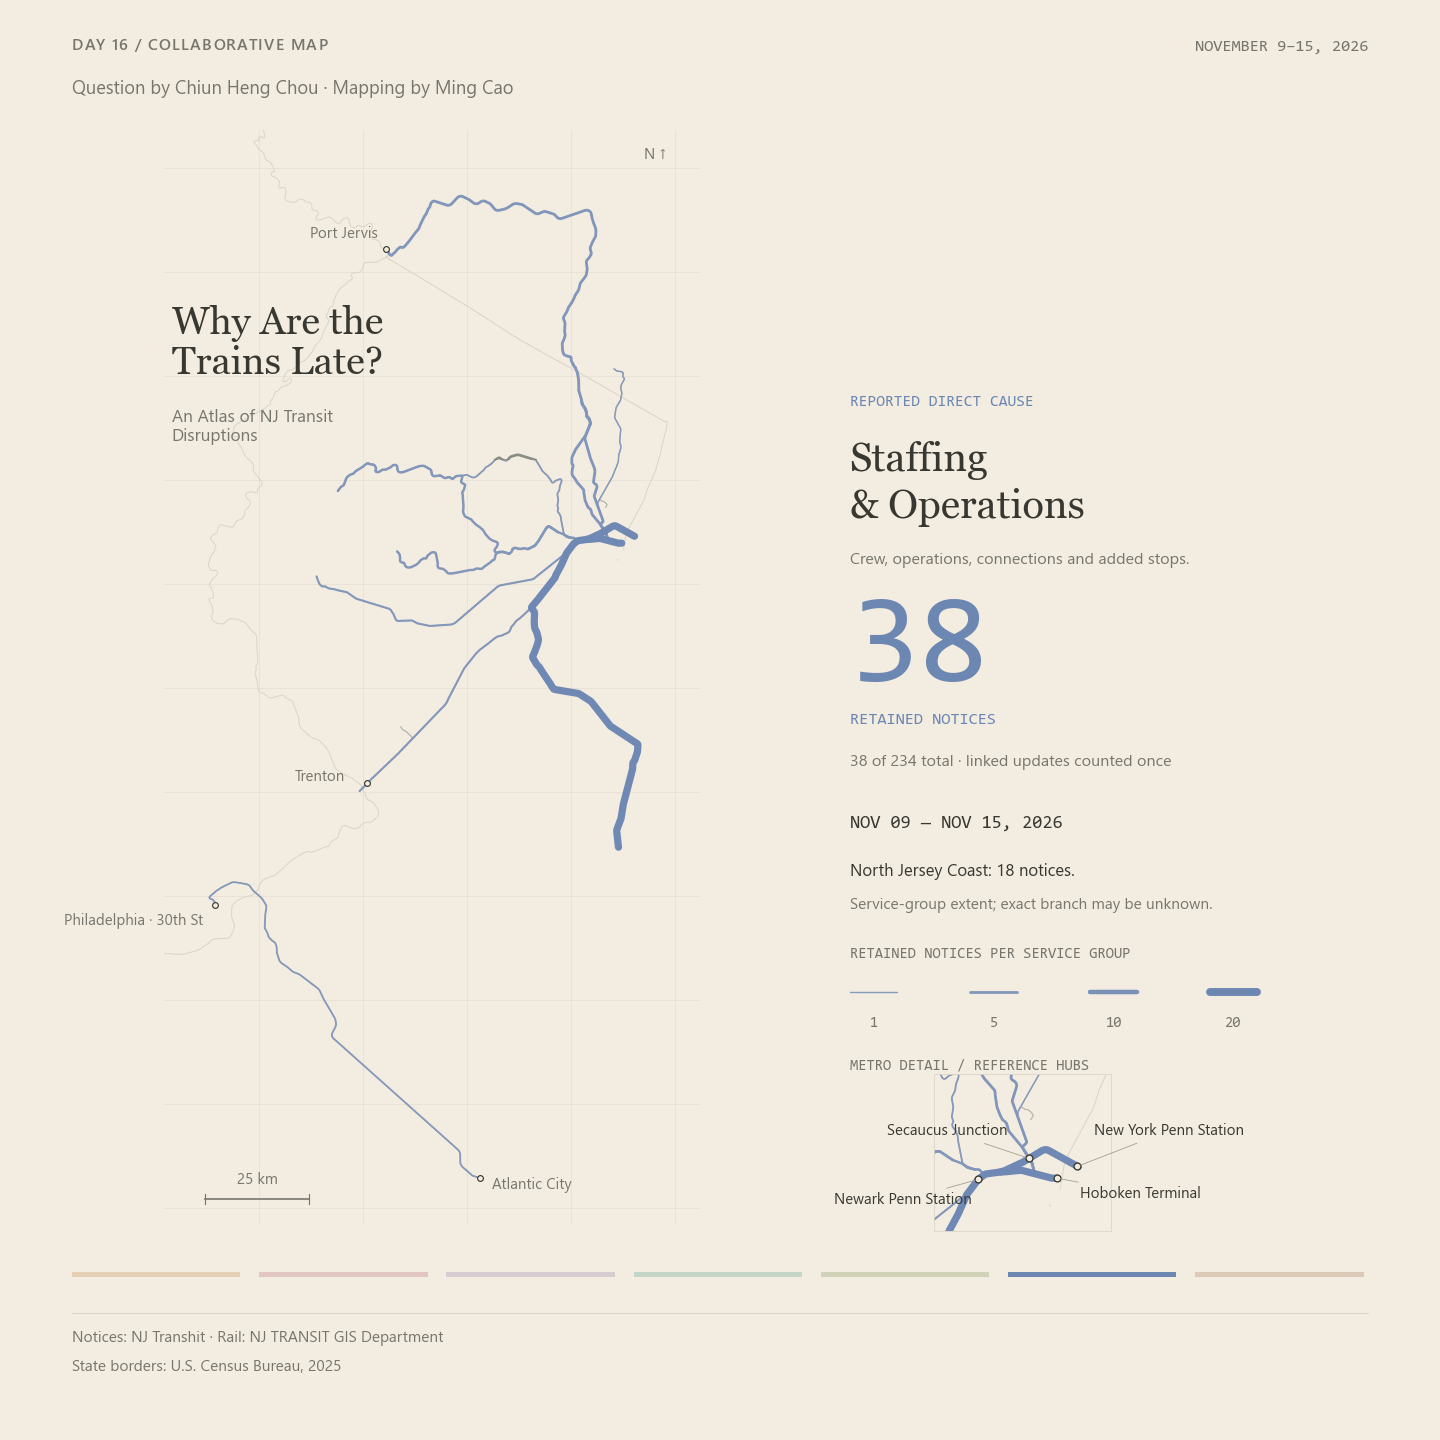 DAY 16 / COLLABORATIVE MAP
NOVEMBER 9–15, 2026
Question by Chiun Heng Chou · Mapping by Ming Cao
N ↑
Port Jervis
Why Are the
Trains Late?
An Atlas of NJ Transit
Disruptions
Trenton
Philadelphia · 30th St
25 km
Atlantic City
REPORTED DIRECT CAUSE
Staffing
& Operations
Crew, operations, connections and added stops.
38
RETAINED NOTICES
38 of 234 total · linked updates counted once
NOV 09 — NOV 15, 2026
North Jersey Coast: 18 notices.
Service-group extent; exact branch may be unknown.
RETAINED NOTICES PER SERVICE GROUP
1 5 10 20
METRO DETAIL / REFERENCE HUBS
Secaucus Junction
New York Penn Station
Newark Penn Station
Hoboken Terminal
Notices: NJ Transhit · Rail: NJ TRANSIT GIS Department
State borders: U.S. Census Bureau, 2025